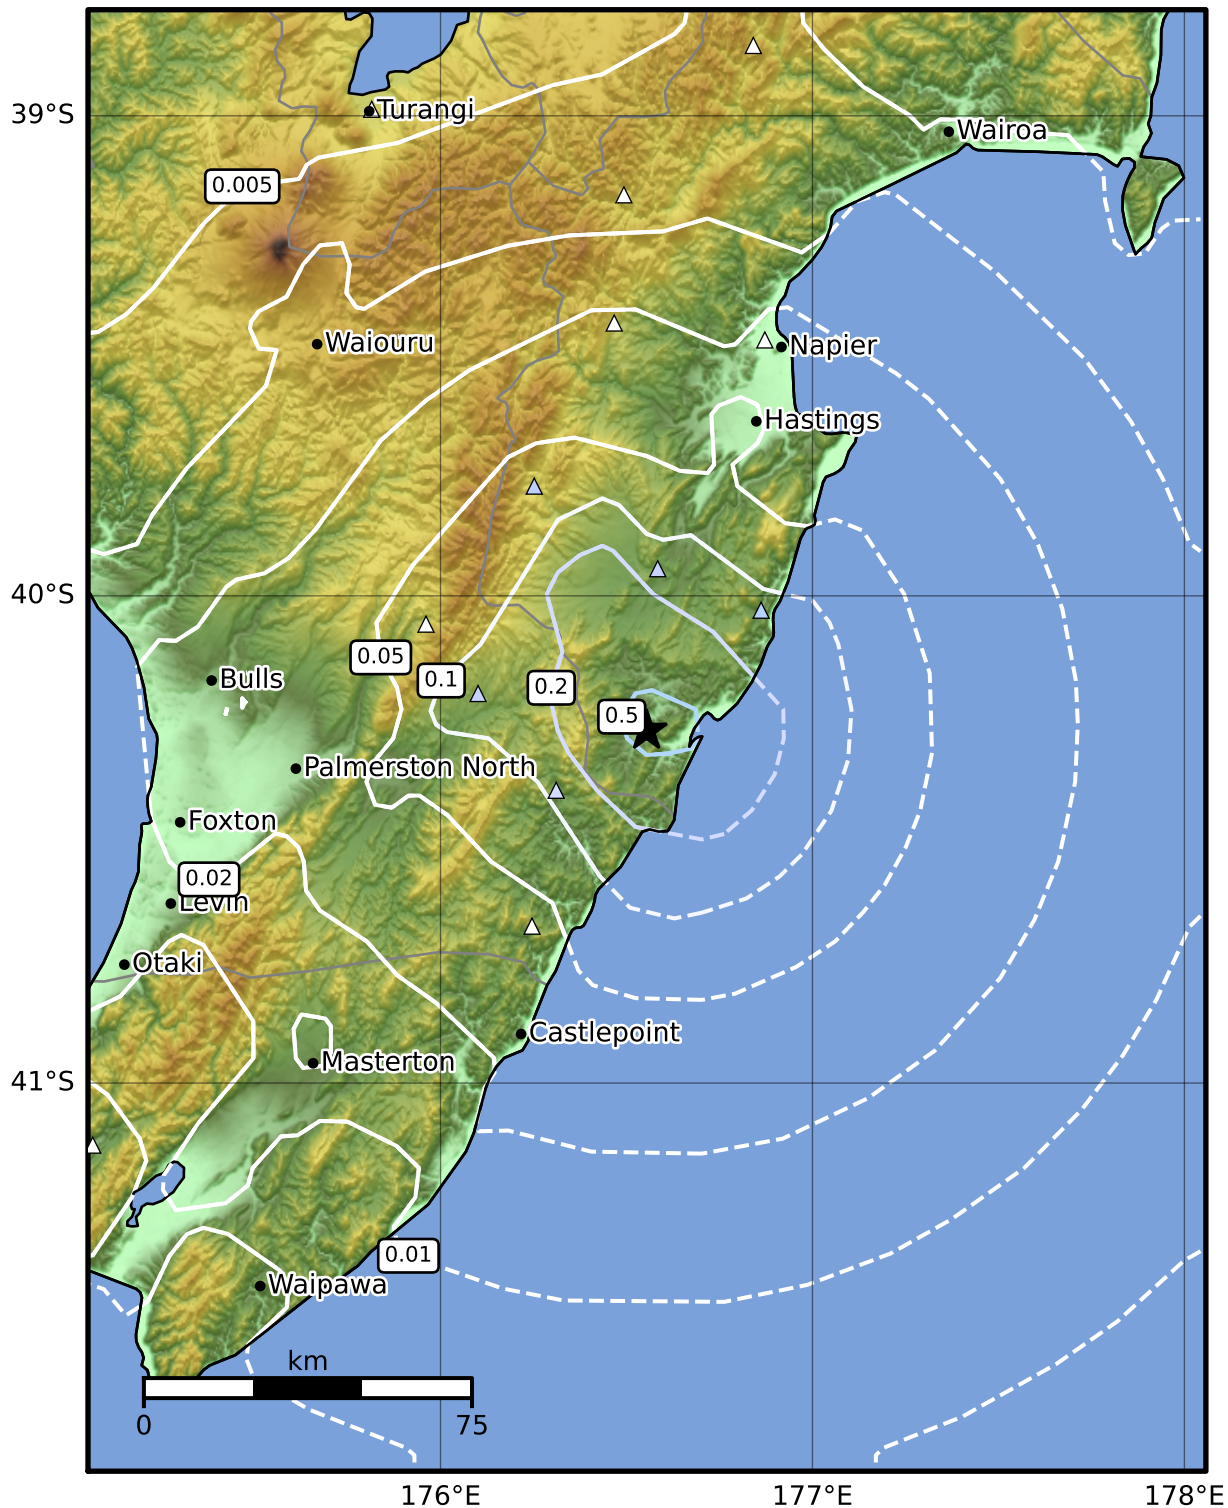 39°S
Turangi
Wairoa
0.005
Waiouru
Napier
Hastings
40°S
0.05
0.1
0.2
0.5
Bulls
Palmerston North
Foxton
0.02
Levin
Otaki
Castlepoint
Masterton
41°S
0.01
Waipawa
km
0
75
176°E
177°E
178°E